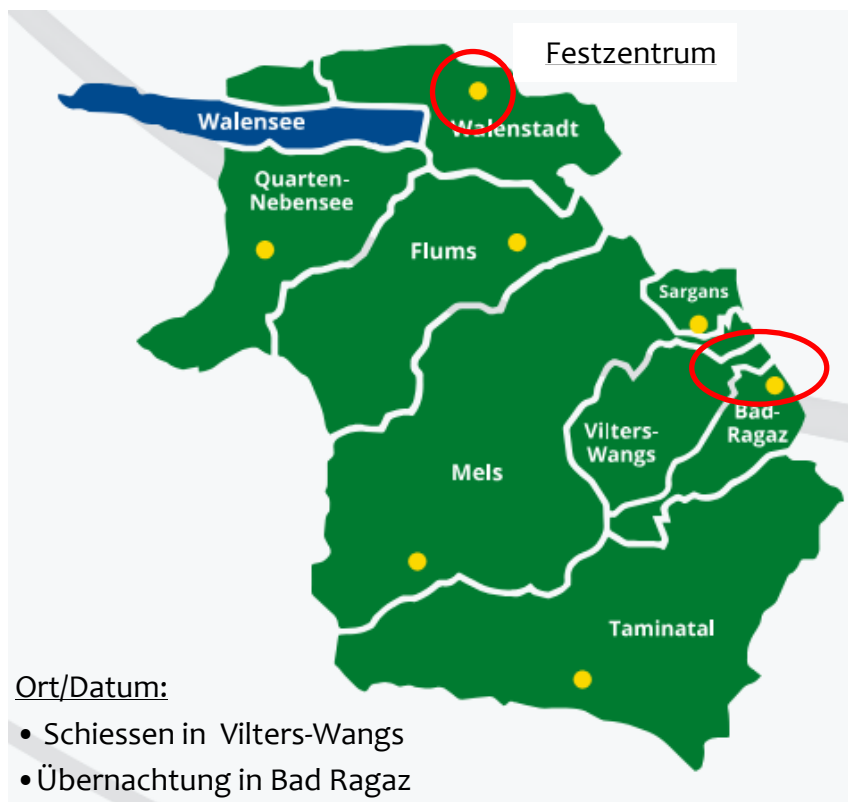 Festzentrum
Walensee
Walenstadt
Quarten-
Nebensee
Flums
Sargans
Bad-
Ragaz
Vilters-
Wangs
Mels
Taminatal
Ort/Datum:
• Schiessen in Vilters-Wangs
•Übernachtung in Bad Ragaz